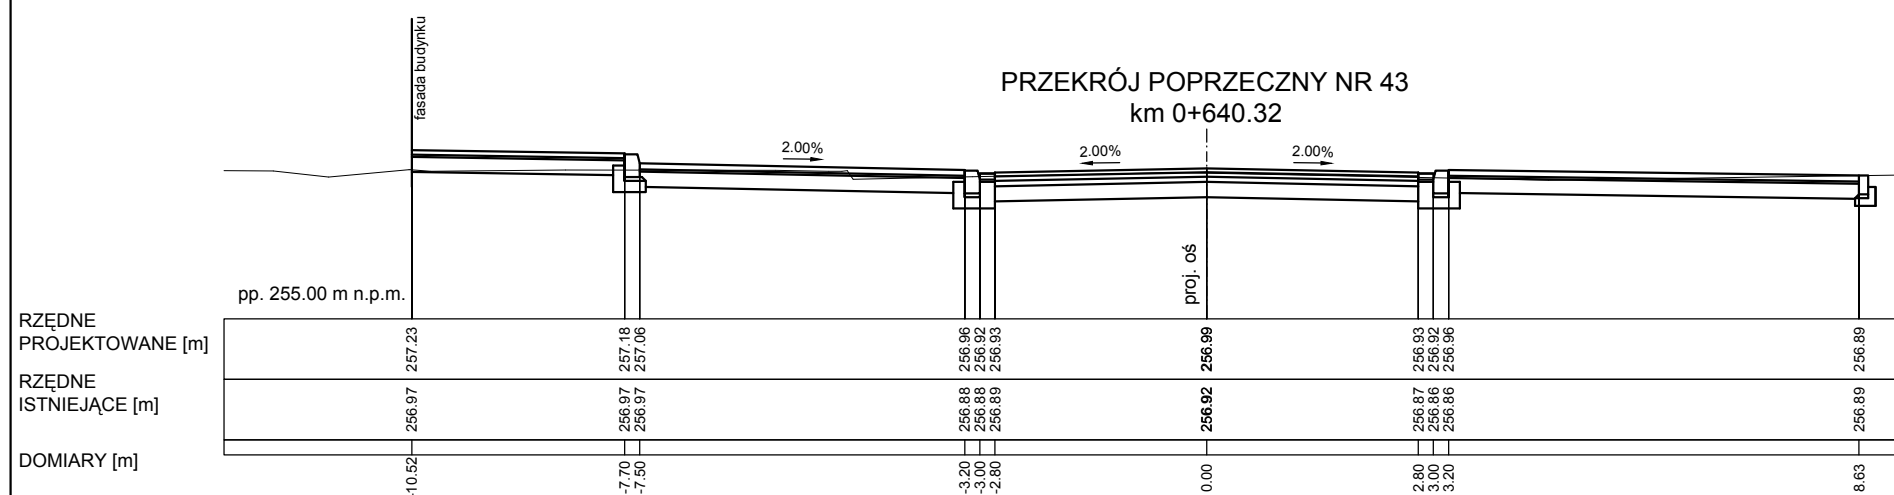 fasada budynku
PRZEKRÓJ POPRZECZNY NR 43
km 0+640.32
2.00%
2.00%
2.00%
proj. oś
pp. 255.00 m n.p.m.
RZĘDNE
PROJEKTOWANE [m]
257.23 257.18 257.06 256.96 256.92 256.93 256.99 256.93 256.92 256.96 256.89
RZĘDNE
ISTNIEJĄCE [m]
256.97 256.97 256.97 256.88 256.88 256.89 256.92 256.87 256.86 256.86 256.89
DOMIARY [m]
-10.52 -7.70 -7.50 -3.20 -3.00 -2.80 0.00 2.80 3.00 3.20 8.63